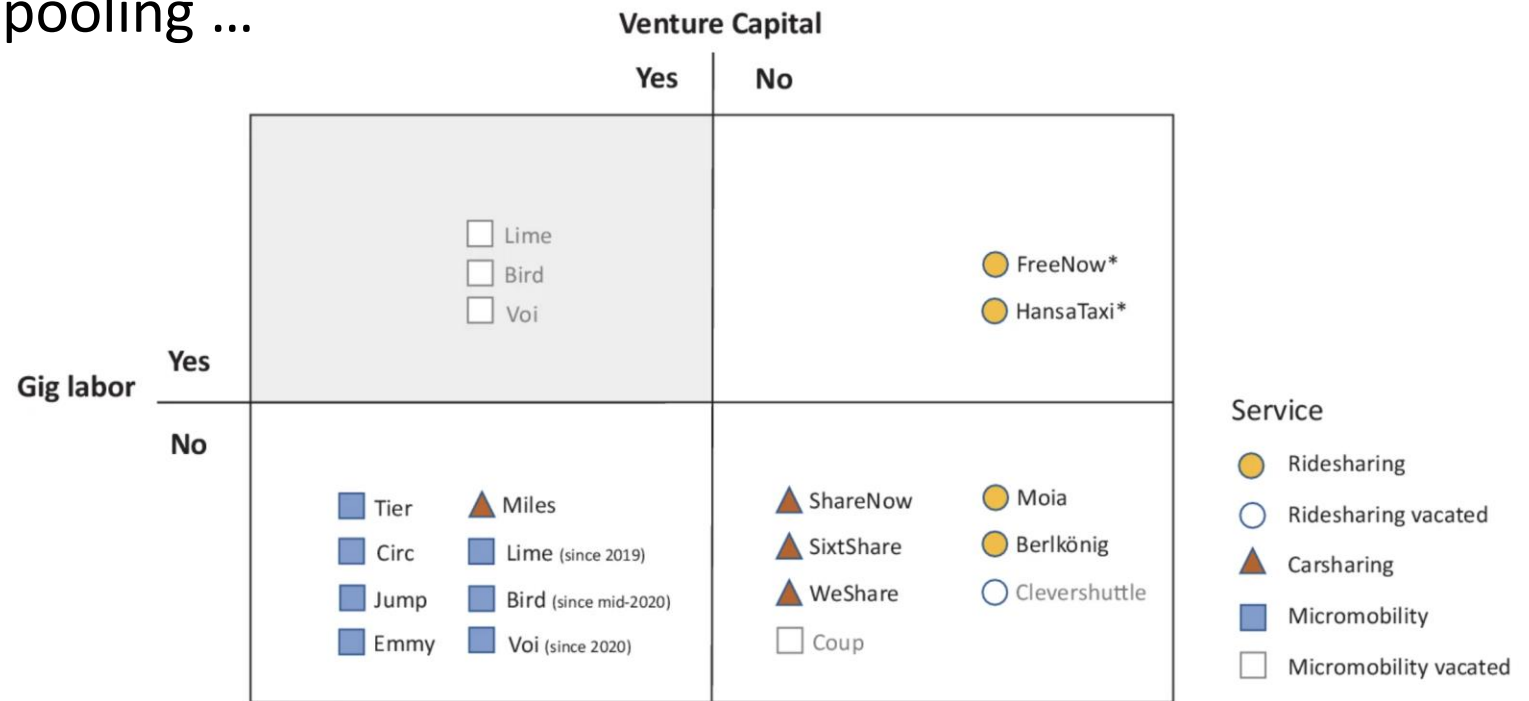 pooling ...
Venture Capital
Yes No
Lime
Bird
Voi
FreeNow*
HansaTaxi*
Yes
Gig labor
No
Tier
Circ
Jump
Emmy
Miles
Lime (since 2019)
Bird (since mid-2020)
Voi (since 2020)
ShareNow
SixtShare
WeShare
Coup
Moia
Berlkönig
Clevershuttle
Service
Ridesharing
Ridesharing vacated
Carsharing
Micromobility
Micromobility vacated